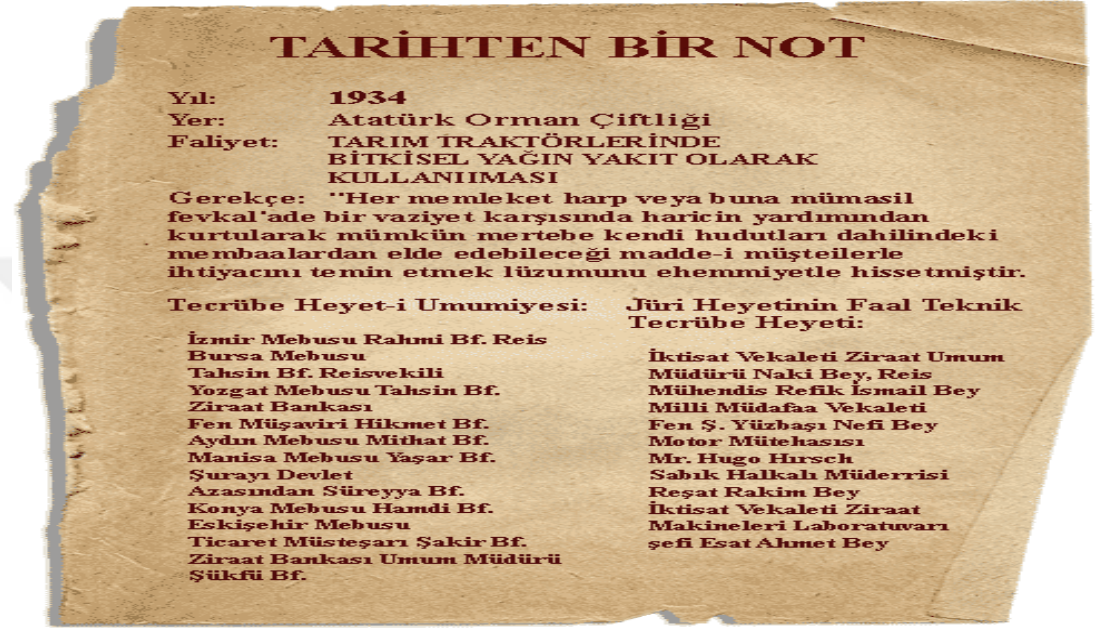 TARİHTEN BİR NOT
Yıl: 1934
Yer: Atatürk Orman Çiftliği
Faliyet: TARIM TRAKTÖRLERİNDE
BİTKİSEL YAĞIN YAKIT OLARAK
KULLANIIMASI
Gerekçe: "Her memleket harp veya buna mümasil
fevkal'ade bir vaziyet karşısında haricin yardımından
kurtularak mümkün mertebe kendi hudutları dahilindeki
membaalardan elde edebileceği madde-i müşteilerle
ihtiyacını temin etmek lüzumunu ehemmiyetle hissetmiştir.
Tecrübe Heyet-i Umumiyesi:
İzmir Mebusu Rahmi Bf. Reis
Bursa Mebusu
Tahsin Bf. Reisvekili
Yozgat Mebusu Tahsin Bf.
Ziraat Bankası
Fen Müşaviri Hikmet Bf.
Aydın Mebusu Mithat Bf.
Manisa Mebusu Yaşar Bf.
Şurayı Devlet
Azasından Süreyya Bf.
Konya Mebusu Hamdi Bf.
Eskişehir Mebusu
Ticaret Müsteşarı Şakir Bf.
Ziraat Bankası Umum Müdürü
Şükfü Bf.
Jüri Heyetinin Faal Teknik
Tecrübe Heyeti:
İktisat Vekaleti Ziraat Umum
Müdürü Naki Bey, Reis
Mühendis Refik İsmail Bey
Milli Müdafaa Vekaleti
Fen Ş. Yüzbaşı Nefi Bey
Motor Mütehasısı
Mr. Hugo Hırsch
Sabık Halkalı Müderrisi
Reşat Rakim Bey
İktisat Vekaleti Ziraat
Makineleri Laboratuvarı
şefi Esat Ahmet Bey